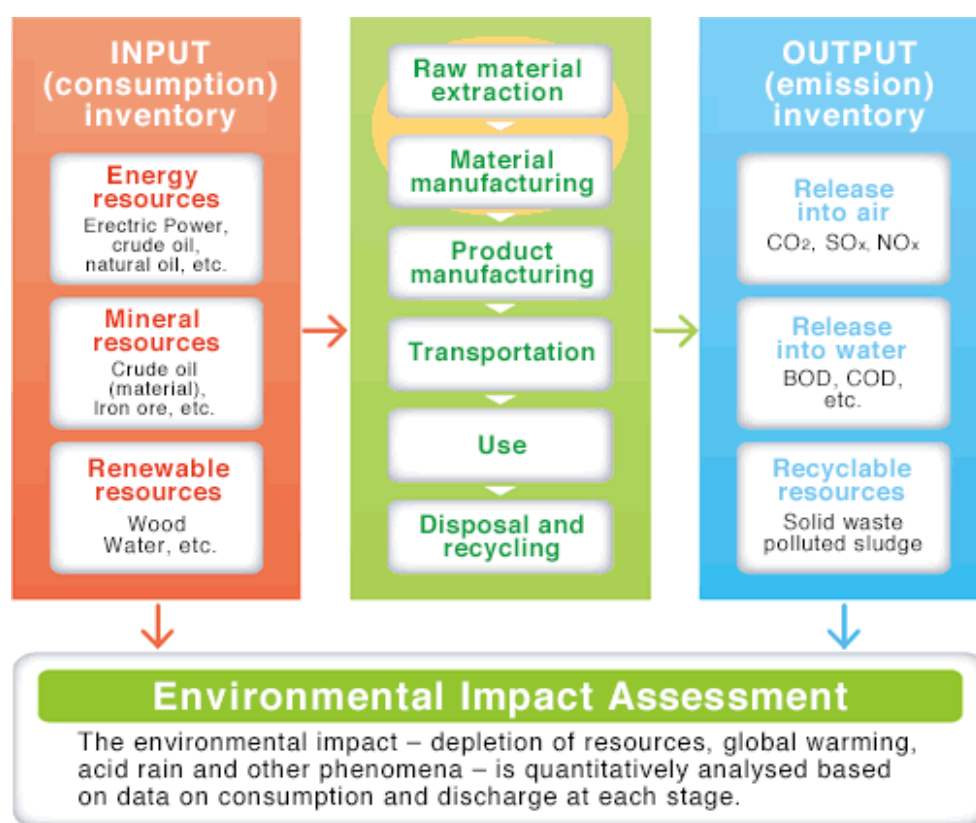 INPUT
(consumption)
inventory
Energy
resources
Erectric Power,
crude oil,
natural oil, etc.
Mineral
resources
Crude oil
(material),
Iron ore, etc.
Renewable
resources
Wood
Water, etc.
Raw material
extraction
Material
manufacturing
Product
manufacturing
Transportation
Use
Disposal and
recycling
OUTPUT
(emission)
inventory
Release
into air
CO₂, SOₓ, NOₓ
Release
into water
BOD, COD,
etc.
Recyclable
resources
Solid waste
polluted sludge
Environmental Impact Assessment
The environmental impact – depletion of resources, global warming,
acid rain and other phenomena – is quantitatively analysed based
on data on consumption and discharge at each stage.